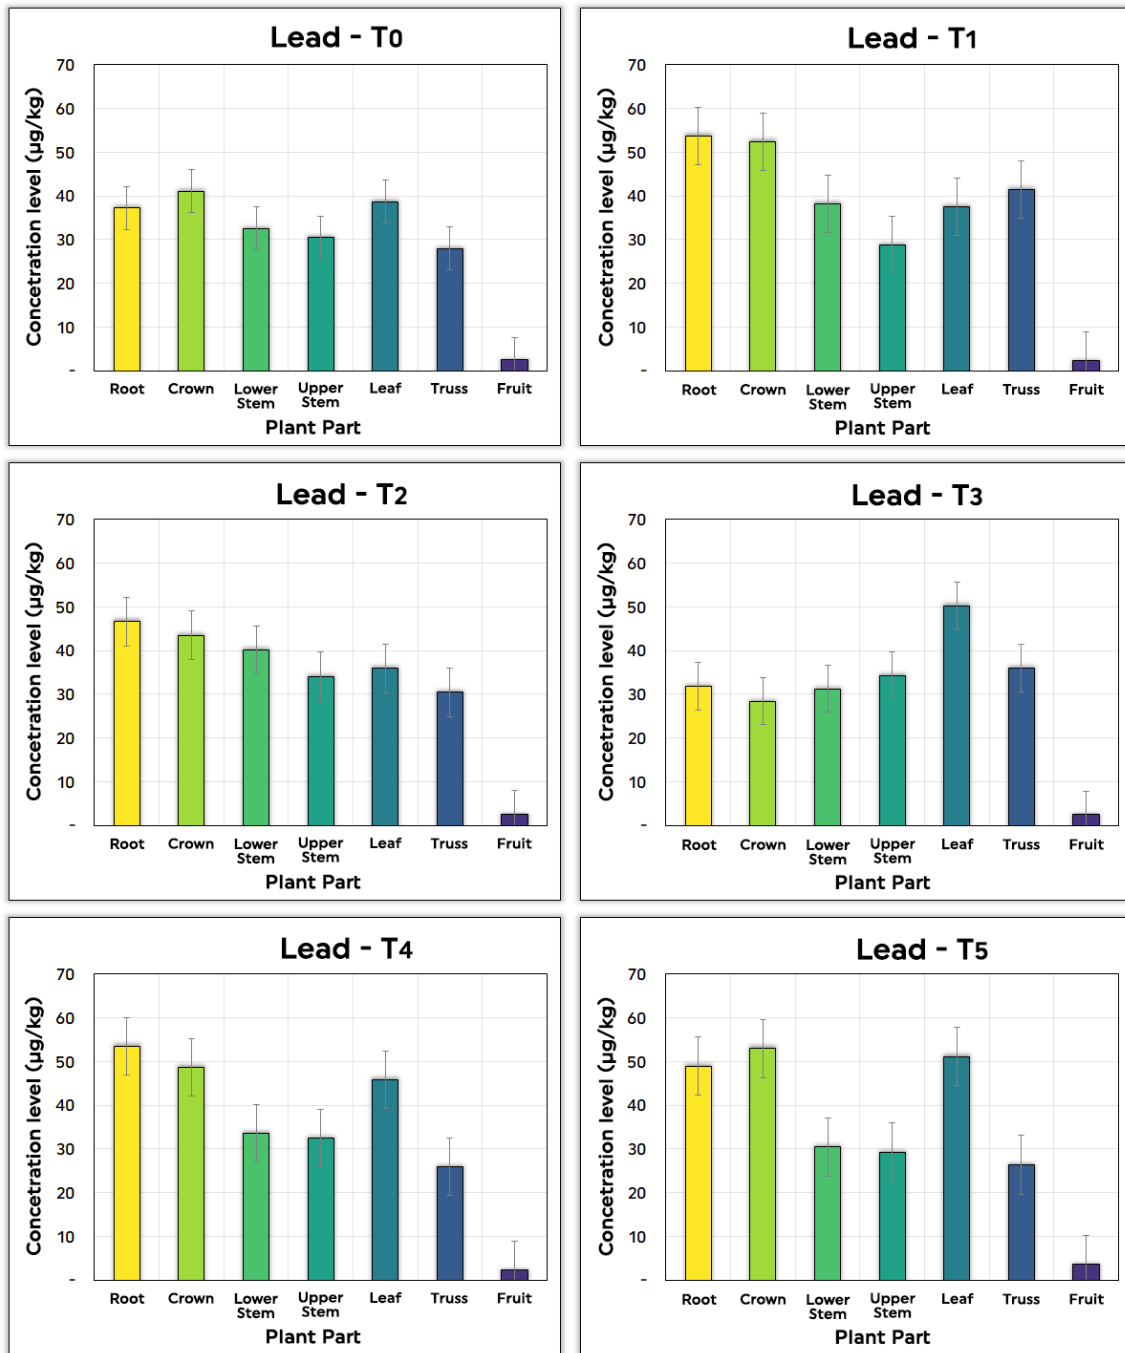 Lead - T0
Concetration level (µg/kg)
70
60
50
40
30
20
10
-
Root Crown Lower Stem Upper Stem Leaf Truss Fruit
Plant Part
Lead - T1
Concetration level (µg/kg)
70
60
50
40
30
20
10
-
Root Crown Lower Stem Upper Stem Leaf Truss Fruit
Plant Part
Lead - T2
Concetration level (µg/kg)
70
60
50
40
30
20
10
-
Root Crown Lower Stem Upper Stem Leaf Truss Fruit
Plant Part
Lead - T3
Concetration level (µg/kg)
70
60
50
40
30
20
10
-
Root Crown Lower Stem Upper Stem Leaf Truss Fruit
Plant Part
Lead - T4
Concetration level (µg/kg)
70
60
50
40
30
20
10
-
Root Crown Lower Stem Upper Stem Leaf Truss Fruit
Plant Part
Lead - T5
Concetration level (µg/kg)
70
60
50
40
30
20
10
-
Root Crown Lower Stem Upper Stem Leaf Truss Fruit
Plant Part